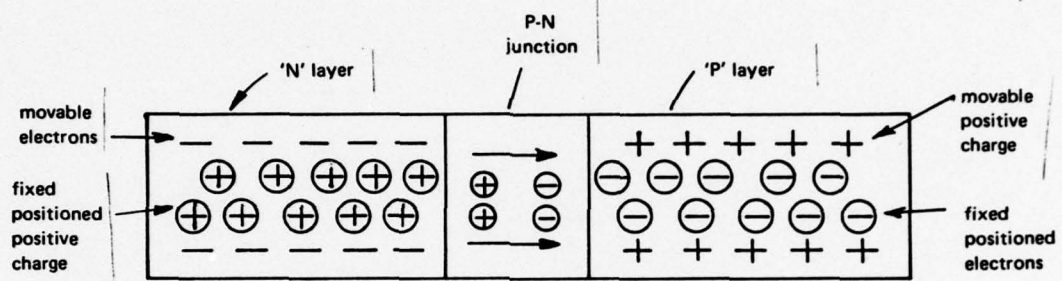 P-N
junction
'N' layer
'P' layer
movable
electrons
fixed
positioned
positive
charge
movable
positive
charge
fixed
positioned
electrons